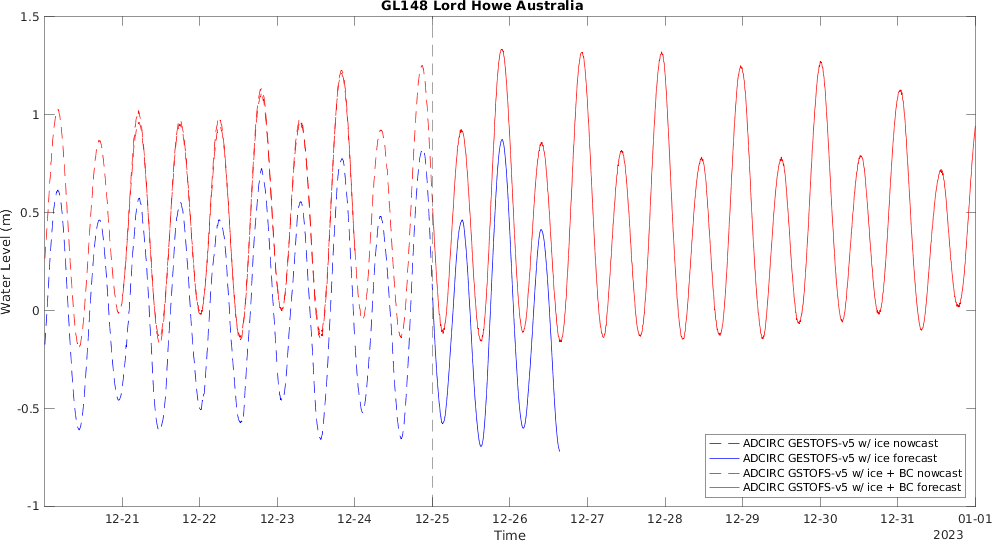 GL148 Lord Howe Australia
1.5
1
0.5
0
-0.5
-1
Water Level (m)
12-21 12-22 12-23 12-24 12-25 12-26 12-27 12-28 12-29 12-30 12-31 01-01
Time
2023
ADCIRC GESTOFS-v5 w/ ice nowcast
ADCIRC GESTOFS-v5 w/ ice forecast
ADCIRC GSTOFS-v5 w/ ice + BC nowcast
ADCIRC GSTOFS-v5 w/ ice + BC forecast